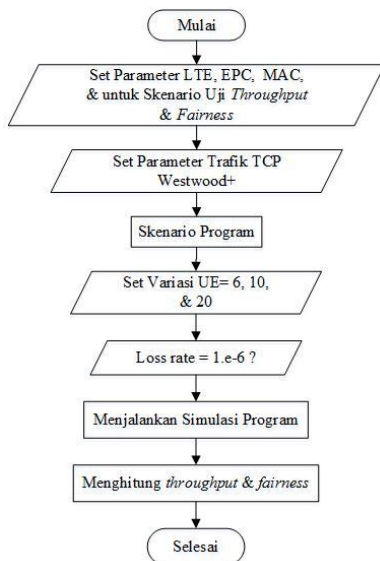 Mulai
Set Parameter LTE, EPC, MAC,
& untuk Skenario Uji Throughput
& Fairness
Set Parameter Trafik TCP
Westwood+
Skenario Program
Set Variasi UE= 6, 10,
& 20
Loss rate = 1.e-6 ?
Menjalankan Simulasi Program
Menghitung throughput & fairness
Selesai